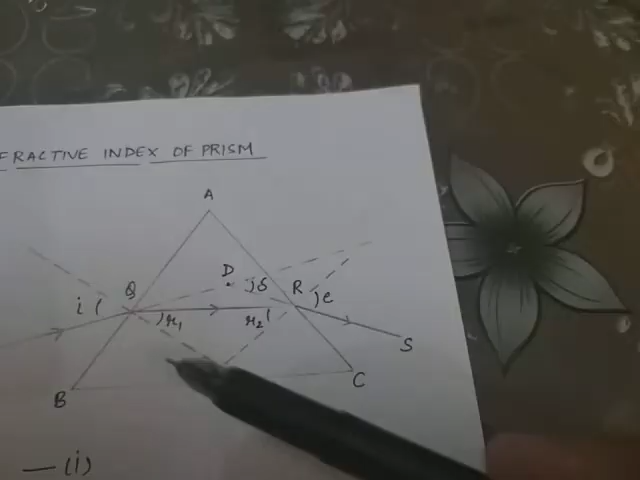 FRACTIVE INDEX OF PRISM
A
D
Q
δ
R
i
e
r₁
r₂
S
B
C
—(i)